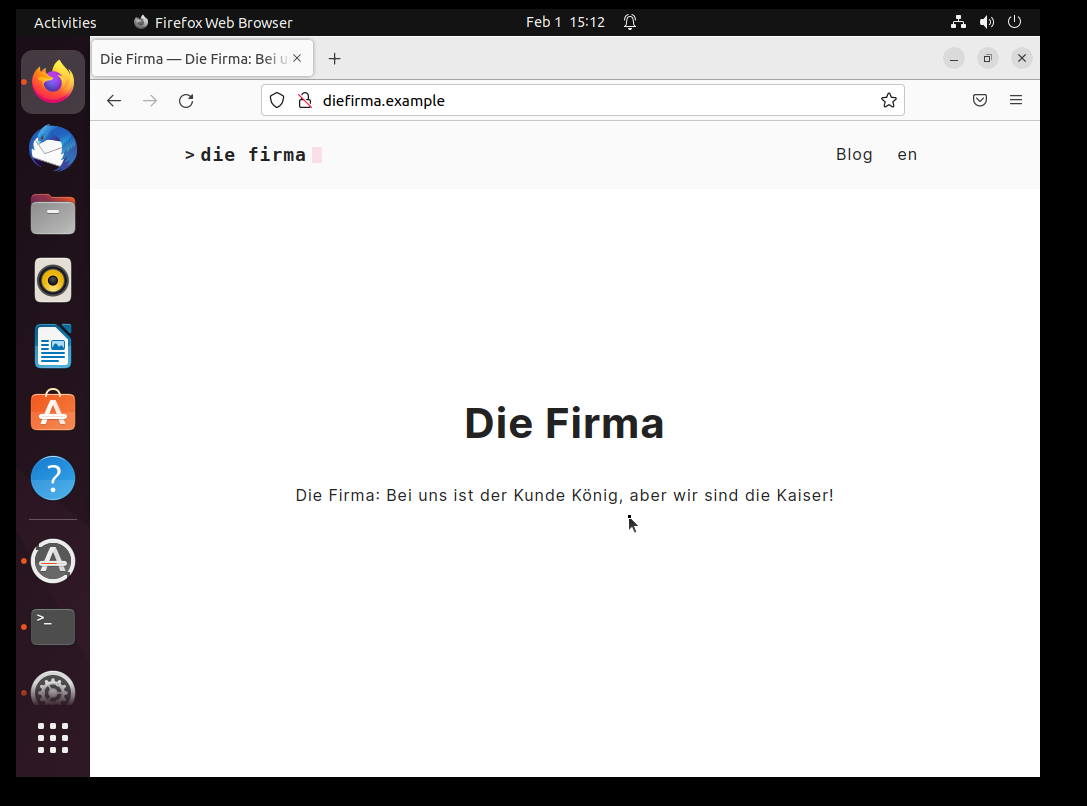 Activities Firefox Web Browser Feb 1 15:12
Die Firma — Die Firma: Bei u
diefirma.example
> die firma Blog en
Die Firma
Die Firma: Bei uns ist der Kunde König, aber wir sind die Kaiser!
>_